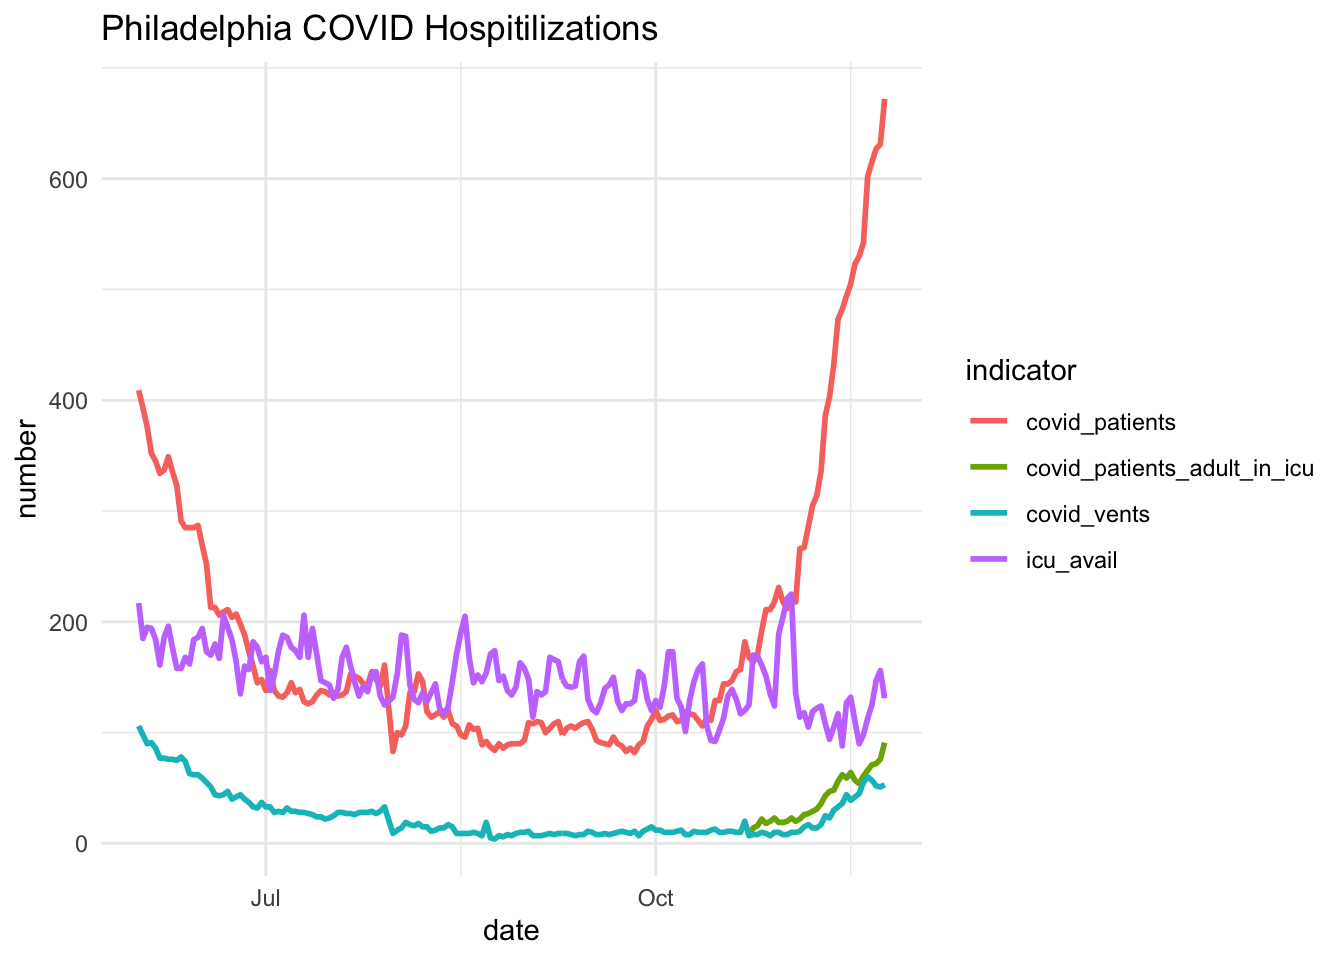 Philadelphia COVID Hospitilizations
600
400
200
0
number
Jul
Oct
date
indicator
covid_patients
covid_patients_adult_in_icu
covid_vents
icu_avail